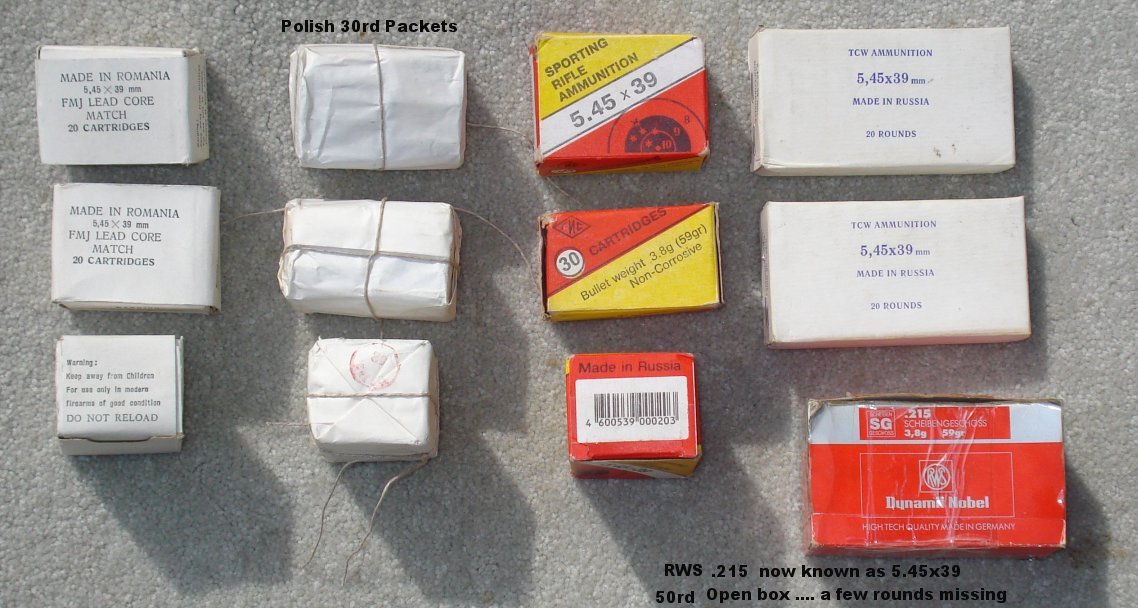 Polish 30rd Packets
MADE IN ROMANIA
5,45 × 39 mm
FMJ LEAD CORE
MATCH
20 CARTRIDGES
SPORTING
RIFLE
AMMUNITION
5.45 × 39
8
9
10
TCW AMMUNITION
5,45x39 mm
MADE IN RUSSIA
20 ROUNDS
MADE IN ROMANIA
5,45 × 39 mm
FMJ LEAD CORE
MATCH
20 CARTRIDGES
30 CARTRIDGES
Bullet weight 3.8g (59gr)
Non-Corrosive
TCW AMMUNITION
5,45x39 mm
MADE IN RUSSIA
20 ROUNDS
Warning:
Keep away from Children
For use only in modern
firearms of good condition
DO NOT RELOAD
Made in Russia
4 600539 000203
SCHEIBEN
SG
GESCHOSS
.215
SCHEIBENGESCHOSS
3,8g 59gr
RWS
Dynamit Nobel
HIGH TECH QUALITY MADE IN GERMANY
RWS .215 now known as 5.45x39
50rd Open box .... a few rounds missing